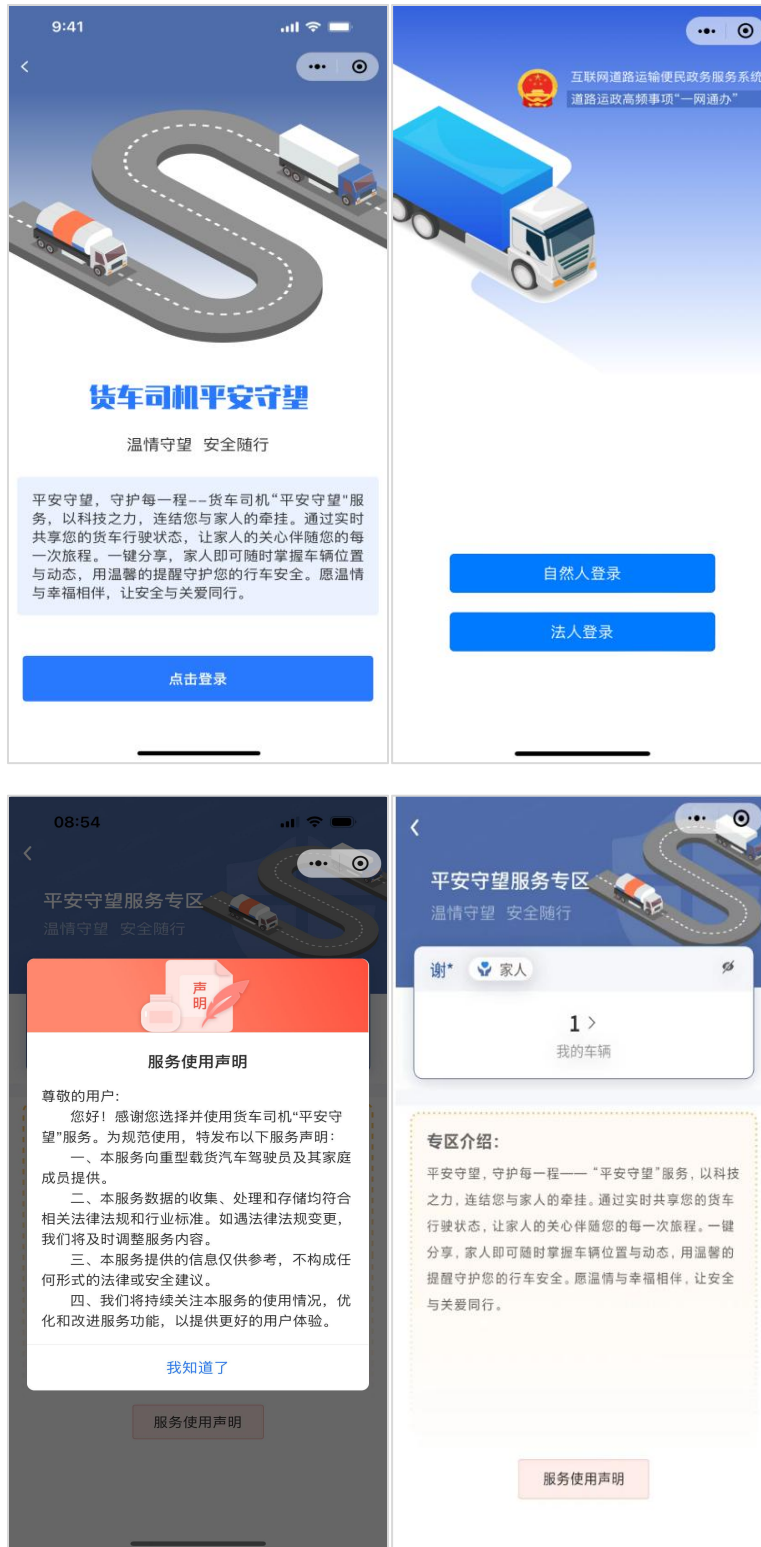 9:41
货车司机平安守望
温情守望 安全随行
平安守望，守护每一程--货车司机“平安守望"服
务，以科技之力，连结您与家人的牵挂。通过实时
共享您的货车行驶状态，让家人的关心伴随您的每
一次旅程。一键分享，家人即可随时掌握车辆位置
与动态，用温馨的提醒守护您的行车安全。愿温情
与幸福相伴，让安全与关爱同行。
点击登录
互联网道路运输便民政务服务系统
道路运政高频事项“一网通办”
自然人登录
法人登录
08:54
平安守望服务专区
温情守望 安全随行
声
明
服务使用声明
尊敬的用户：
您好！感谢您选择并使用货车司机“平安守
望”服务。为规范使用，特发布以下服务声明：
一、本服务向重型载货汽车驾驶员及其家庭
成员提供。
二、本服务数据的收集、处理和存储均符合
相关法律法规和行业标准。如遇法律法规变更，
我们将及时调整服务内容。
三、本服务提供的信息仅供参考，不构成任
何形式的法律或安全建议。
四、我们将持续关注本服务的使用情况，优
化和改进服务功能，以提供更好的用户体验。
我知道了
服务使用声明
平安守望服务专区
温情守望 安全随行
谢* 家人
1 >
我的车辆
专区介绍：
平安守望，守护每一程——“平安守望”服务，以科技
之力，连结您与家人的牵挂。通过实时共享您的货车
行驶状态，让家人的关心伴随您的每一次旅程。一键
分享，家人即可随时掌握车辆位置与动态，用温馨的
提醒守护您的行车安全。愿温情与幸福相伴，让安全
与关爱同行。
服务使用声明